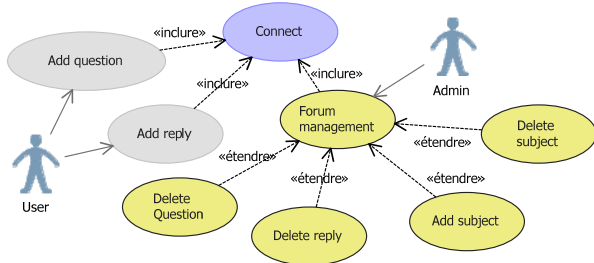 «inclure»
Connect
Add question
«inclure»
«inclure»
Admin
Forum
management
Add reply
Delete
subject
«étendre»
«étendre»
«étendre»
«étendre»
User
Delete
Question
Delete reply
Add subject